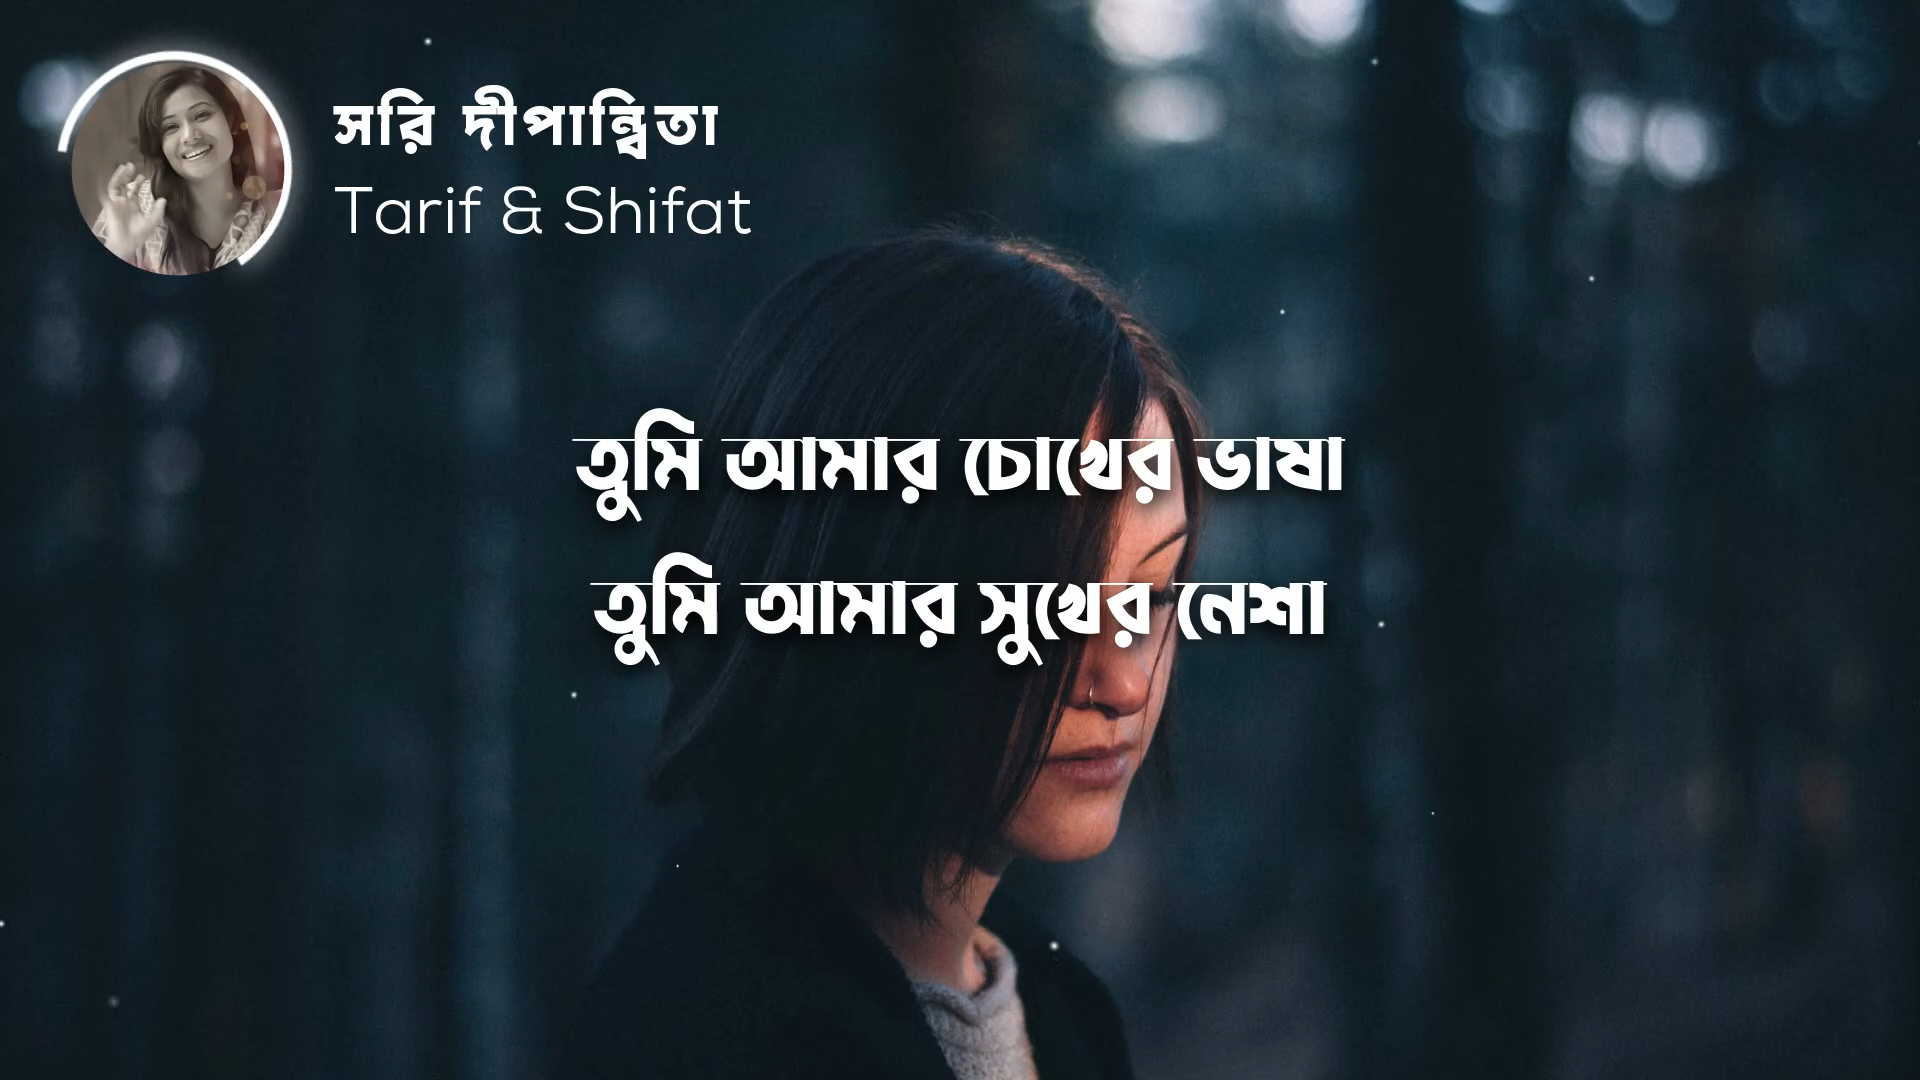 সরি দীপান্বিতা
Tarif & Shifat
তুমি আমার চোখের ভাষা
তুমি আমার সুখের নেশা